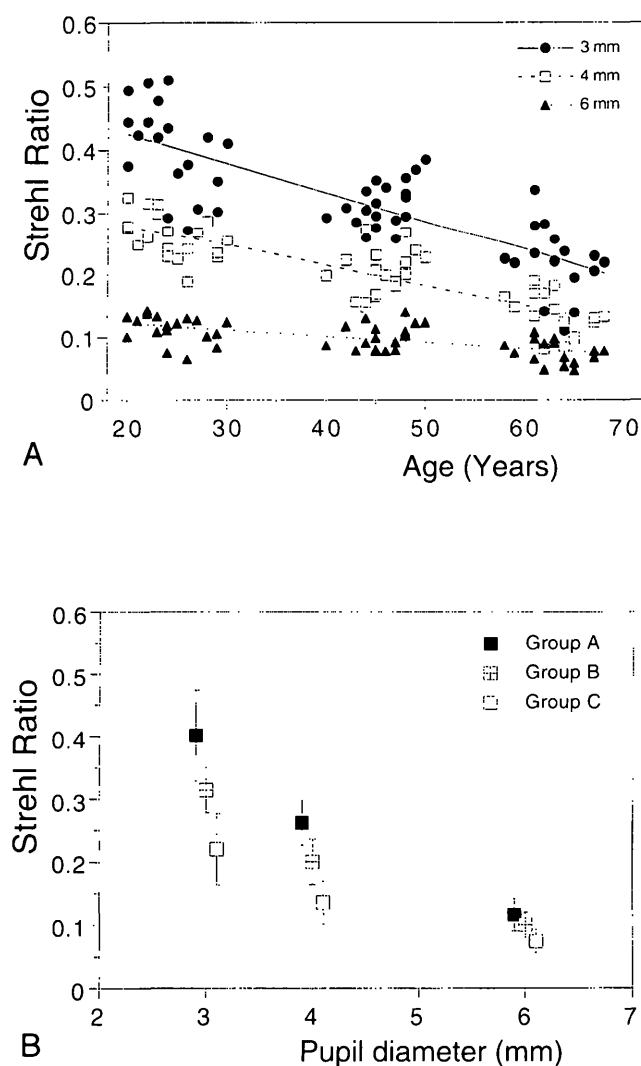 0.6
0.5
0.4
0.3
0.2
0.1
0
Strehl Ratio
3 mm
4 mm
6 mm
20 30 40 50 60 70
A
Age (Years)
0.6
0.5
0.4
0.3
0.2
0.1
0
Strehl Ratio
Group A
Group B
Group C
2 3 4 5 6 7
B
Pupil diameter (mm)